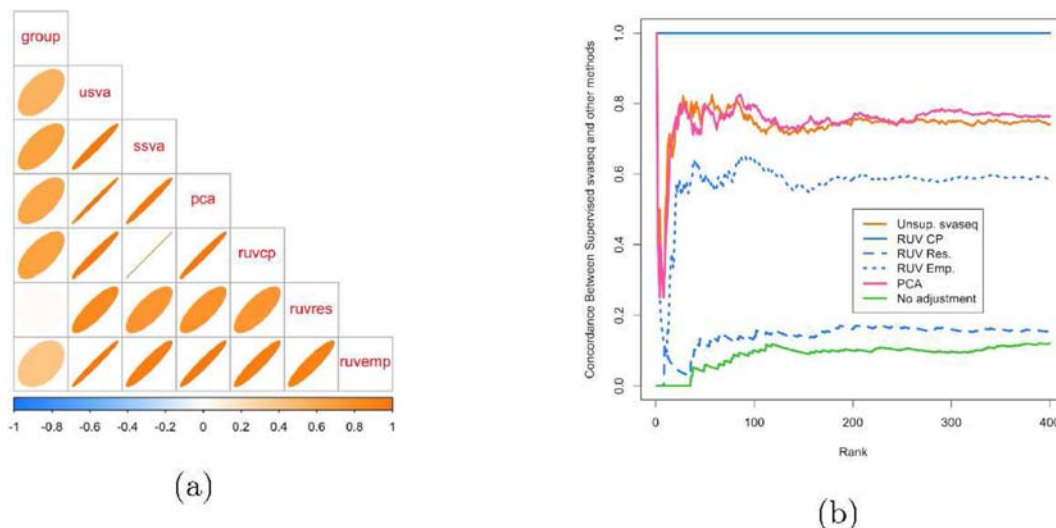 group
usva
ssva
pca
ruvcp
ruvres
ruvemp
-1 -0.8 -0.6 -0.4 -0.2 0 0.2 0.4 0.6 0.8 1
(a)
Concordance Between Supervised svaseq and other methods
1.0
0.8
0.6
0.4
0.2
0.0
Unsup. svaseq
RUV CP
RUV Res.
RUV Emp.
PCA
No adjustment
0 100 200 300 400
Rank
(b)